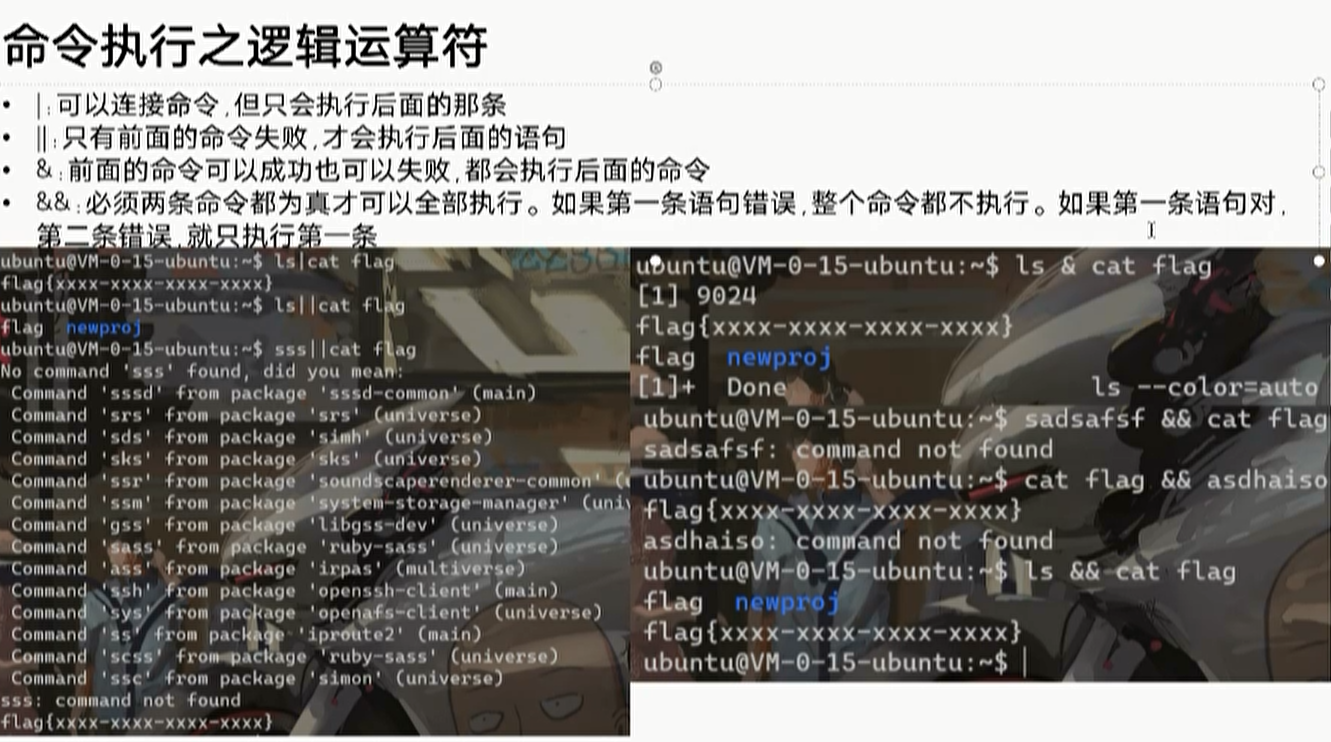 命令执行之逻辑运算符
• |:可以连接命令,但只会执行后面的那条
• ||:只有前面的命令失败,才会执行后面的语句
• &:前面的命令可以成功也可以失败,都会执行后面的命令
• &&:必须两条命令都为真才可以全部执行。如果第一条语句错误,整个命令都不执行。如果第一条语句对,
第二条错误,就只执行第一条
ubuntu@VM-0-15-ubuntu:~$ ls|cat flag
flag{xxxx-xxxx-xxxx-xxxx}
ubuntu@VM-0-15-ubuntu:~$ ls||cat flag
flag  newproj
ubuntu@VM-0-15-ubuntu:~$ sss||cat flag
No command 'sss' found, did you mean:
Command 'sssd' from package 'sssd-common' (main)
Command 'srs' from package 'srs' (universe)
Command 'sds' from package 'simh' (universe)
Command 'sks' from package 'sks' (universe)
Command 'ssr' from package 'soundscaperenderer-common' (u
Command 'ssm' from package 'system-storage-manager' (univ
Command 'gss' from package 'libgss-dev' (universe)
Command 'sass' from package 'ruby-sass' (universe)
Command 'ass' from package 'irpas' (multiverse)
Command 'ssh' from package 'openssh-client' (main)
Command 'sys' from package 'openafs-client' (universe)
Command 'ss' from package 'iproute2' (main)
Command 'scss' from package 'ruby-sass' (universe)
Command 'ssc' from package 'simon' (universe)
sss: command not found
flag{xxxx-xxxx-xxxx-xxxx}
ubuntu@VM-0-15-ubuntu:~$ ls & cat flag
[1] 9024
flag{xxxx-xxxx-xxxx-xxxx}
flag  newproj
[1]+  Done                    ls --color=auto
ubuntu@VM-0-15-ubuntu:~$ sadsafsf && cat flag
sadsafsf: command not found
ubuntu@VM-0-15-ubuntu:~$ cat flag && asdhaiso
flag{xxxx-xxxx-xxxx-xxxx}
asdhaiso: command not found
ubuntu@VM-0-15-ubuntu:~$ ls && cat flag
flag  newproj
flag{xxxx-xxxx-xxxx-xxxx}
ubuntu@VM-0-15-ubuntu:~$